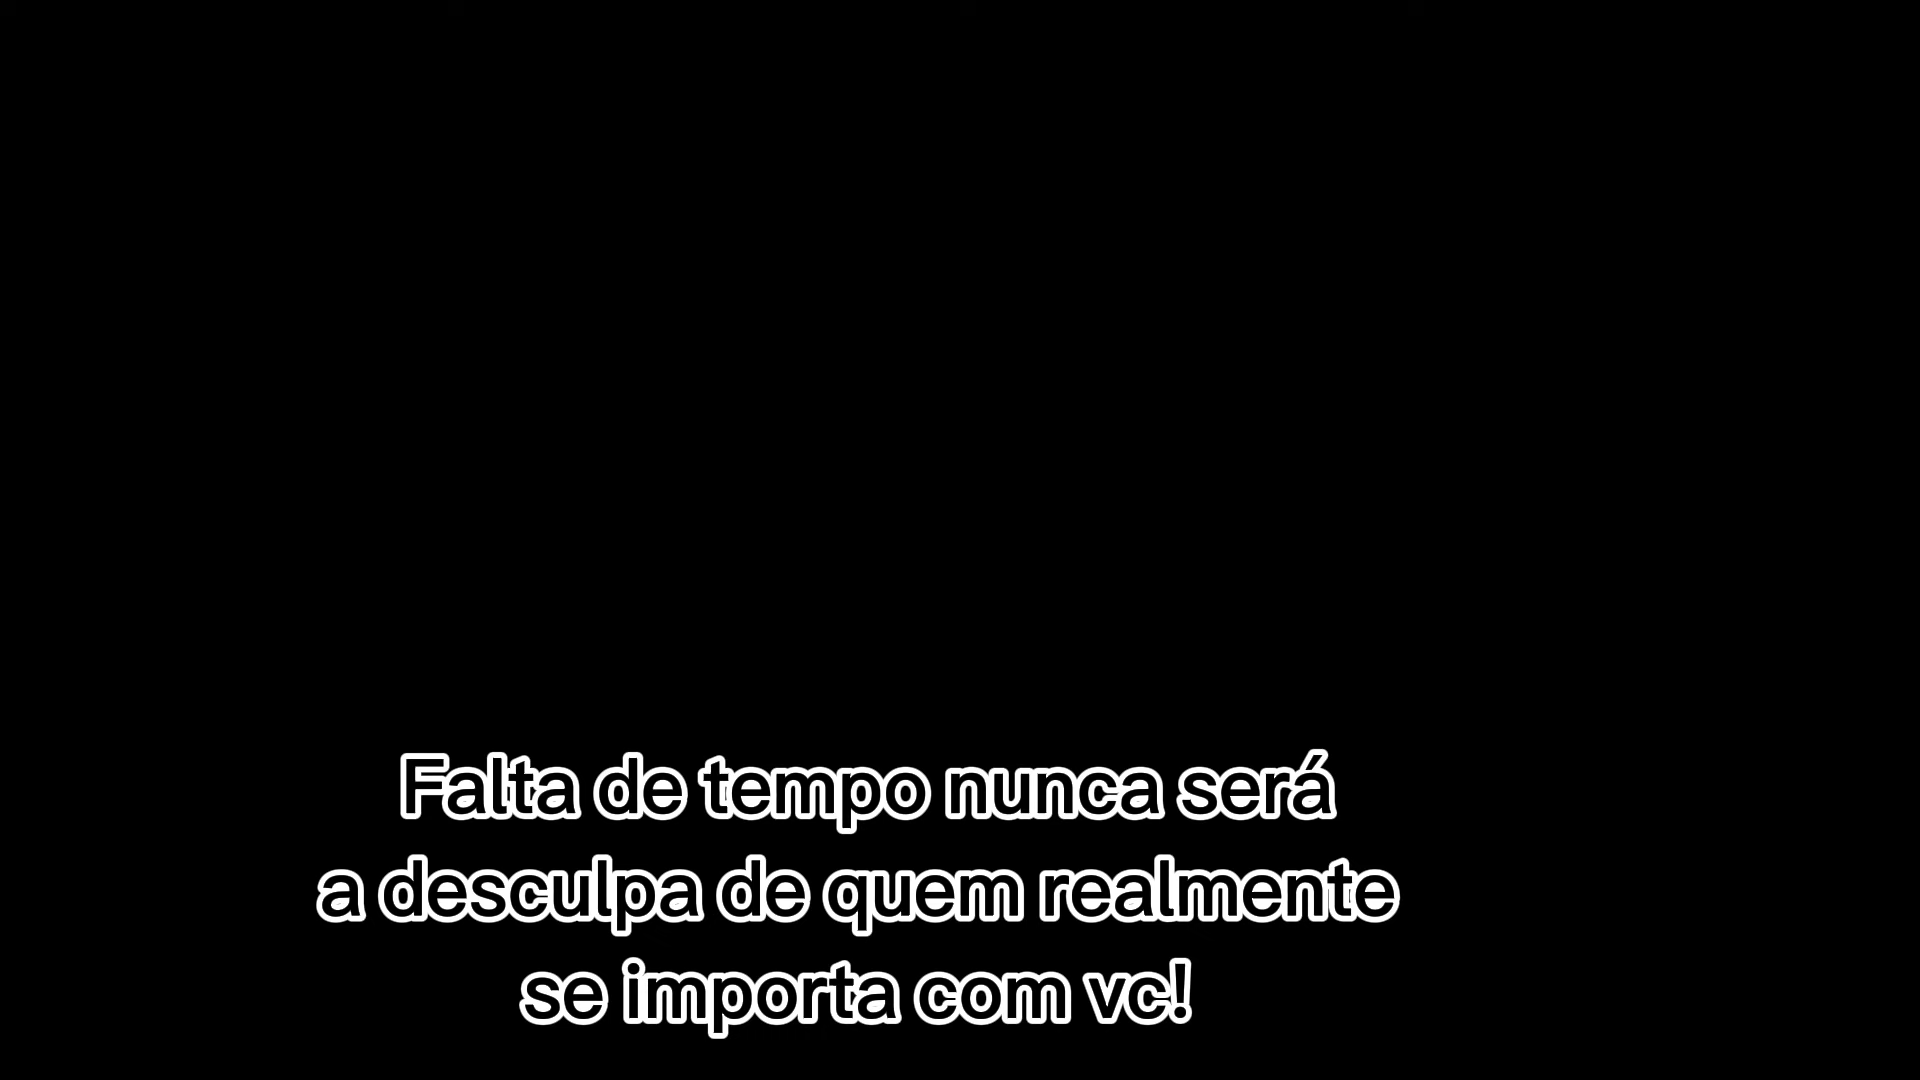 Falta de tempo nunca será
a desculpa de quem realmente
se importa com vc!